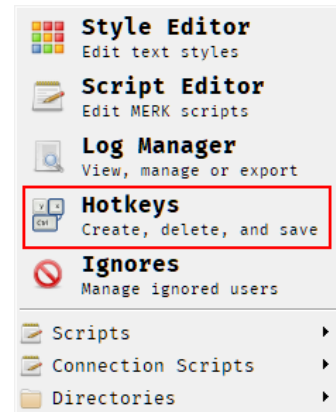 Style Editor
Edit text styles
Script Editor
Edit MERK scripts
Log Manager
View, manage or export
Hotkeys
Create, delete, and save
Ignores
Manage ignored users
Scripts
Connection Scripts
Directories